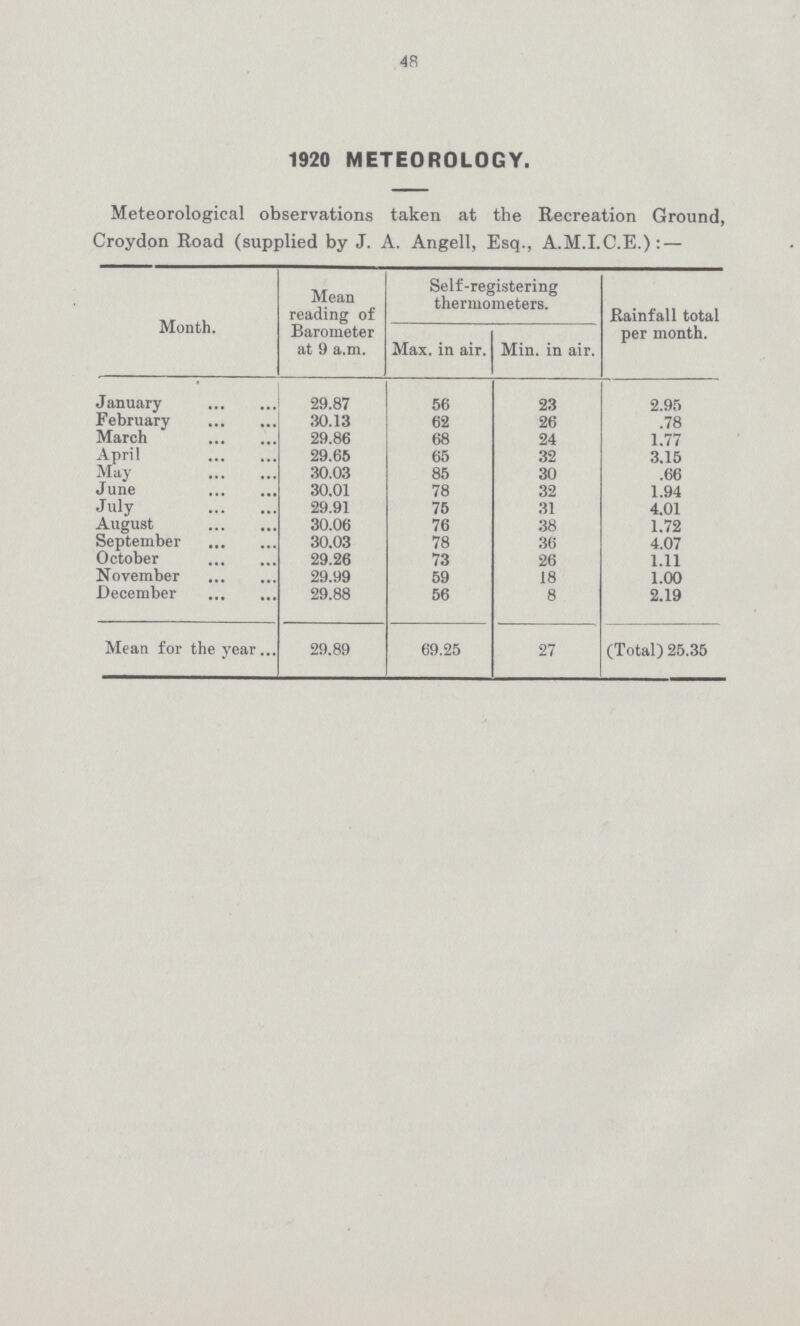 48
1920 METEOROLOGY.
Meteorological observations taken at the Recreation Ground,
Croydon Road (supplied by J. A. Angell, Esq., A.M.I.C.E.) :—
Month. Mean reading of Barometer at 9 a.m. Self-registering thermometers. Max. in air. Min. in air. Rainfall total per month.
January ... ... 29.87 56 23 2.95
February ... ... 30.13 62 26 .78
March ... ... 29.86 68 24 1.77
April ... ... 29.65 65 32 3.15
May ... ... 30.03 85 30 .66
June ... ... 30.01 78 32 1.94
July ... ... 29.91 75 31 4.01
August ... ... 30.06 76 38 1.72
September ... ... 30.03 78 36 4.07
October ... ... 29.26 73 26 1.11
November ... ... 29.99 59 18 1.00
December ... ... 29.88 56 8 2.19
Mean for the year... 29.89 69.25 27 (Total) 25.35